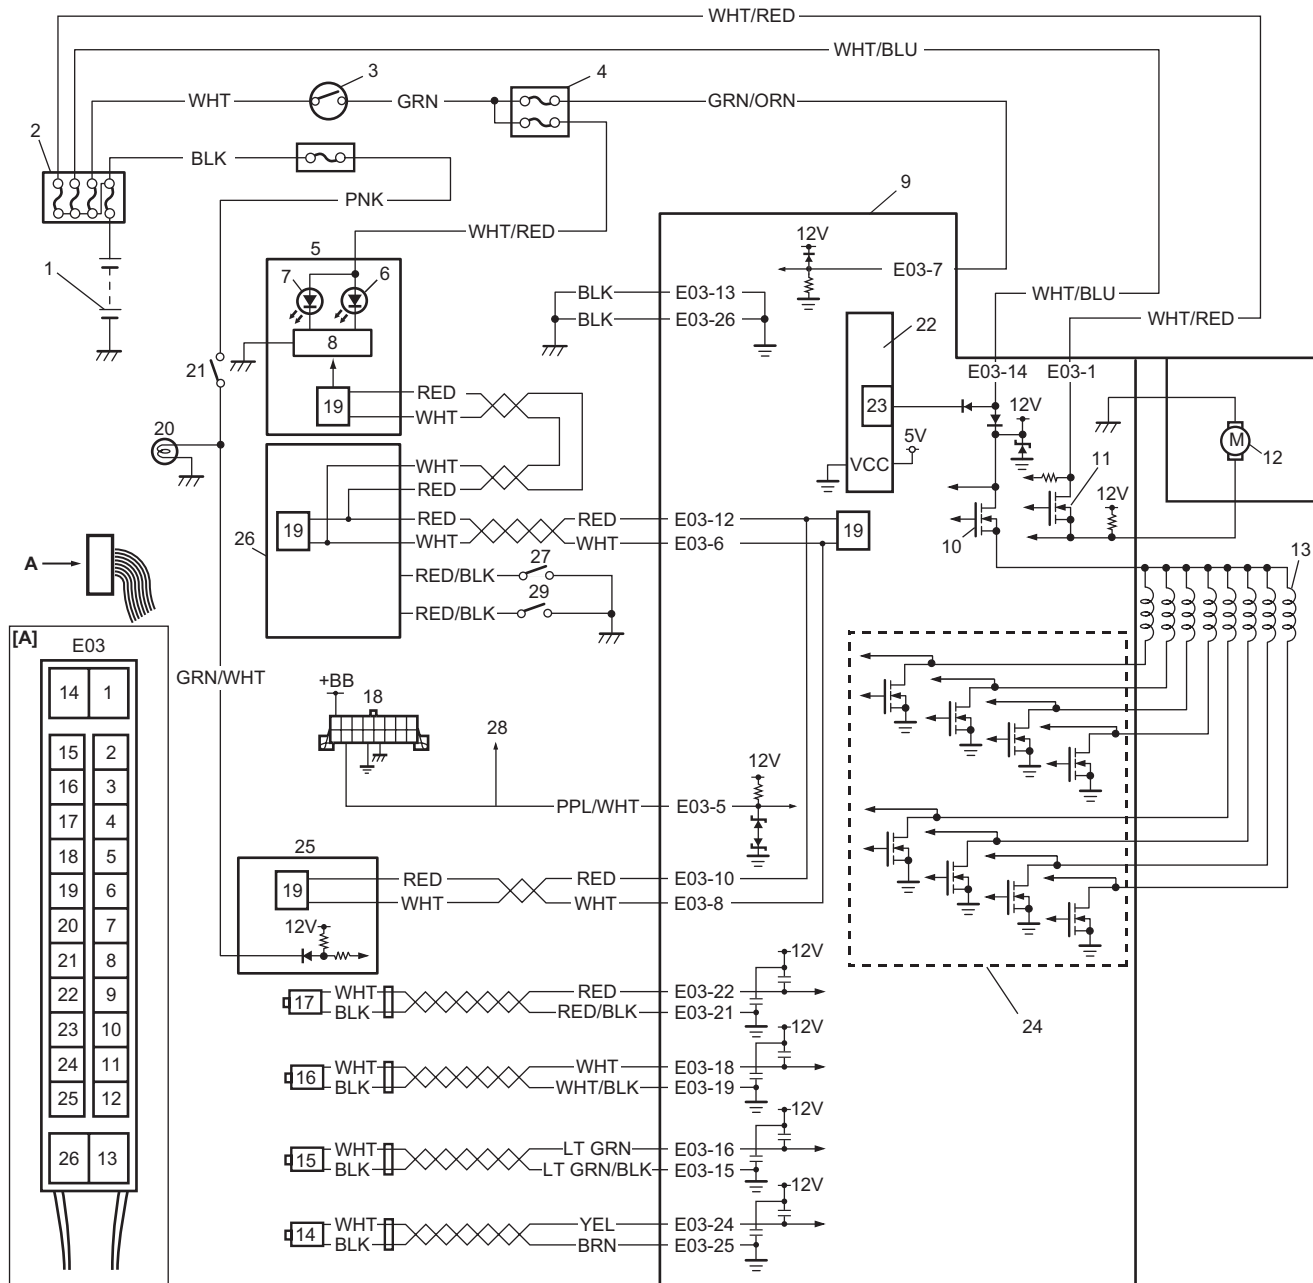 WHT/RED
WHT/BLU
3
4
WHT
GRN
GRN/ORN
2
BLK
PNK
9
WHT/RED
12V
5
E03-7
7
6
BLK
E03-13
WHT/BLU
BLK
E03-26
WHT/RED
1
8
22
21
E03-14
E03-1
RED
19
WHT
23
12V
20
5V
M
WHT
VCC
11
12
RED
12V
RED
RED
E03-12
26
19
19
WHT
WHT
E03-6
10
27
13
A
RED/BLK
29
RED/BLK
[A]
E03
GRN/WHT
14
1
+BB
18
28
15
2
12V
16
3
PPL/WHT
E03-5
17
4
25
18
5
RED
RED
E03-10
19
19
6
WHT
WHT
E03-8
20
7
12V
21
8
12V
22
9
17
WHT
RED
E03-22
BLK
RED/BLK
E03-21
24
23
10
12V
24
11
16
WHT
WHT
E03-18
BLK
WHT/BLK
E03-19
25
12
12V
26
13
15
WHT
LT GRN
E03-16
BLK
LT GRN/BLK
E03-15
12V
14
WHT
YEL
E03-24
BLK
BRN
E03-25